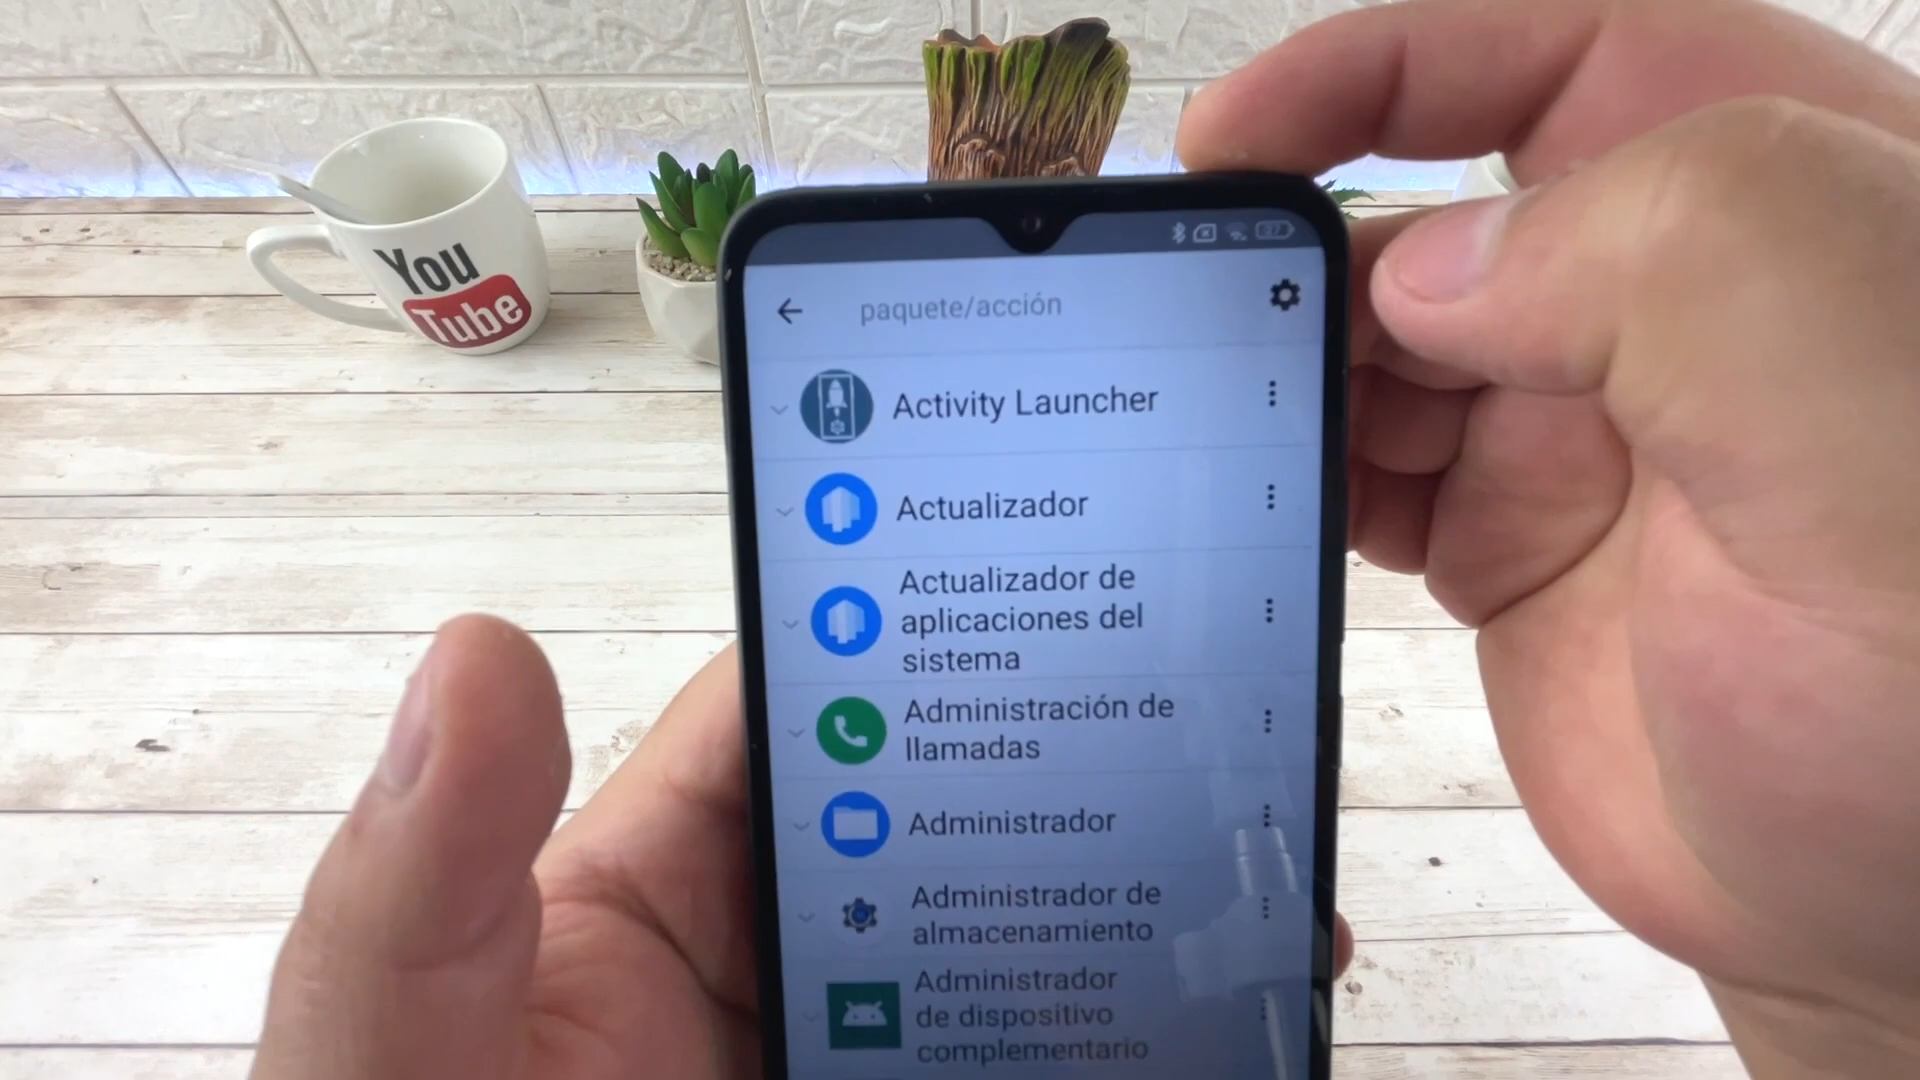 You
Tube
37
paquete/acción
Activity Launcher
Actualizador
Actualizador de
aplicaciones del
sistema
Administración de
llamadas
Administrador
Administrador de
almacenamiento
Administrador
de dispositivo
complementario